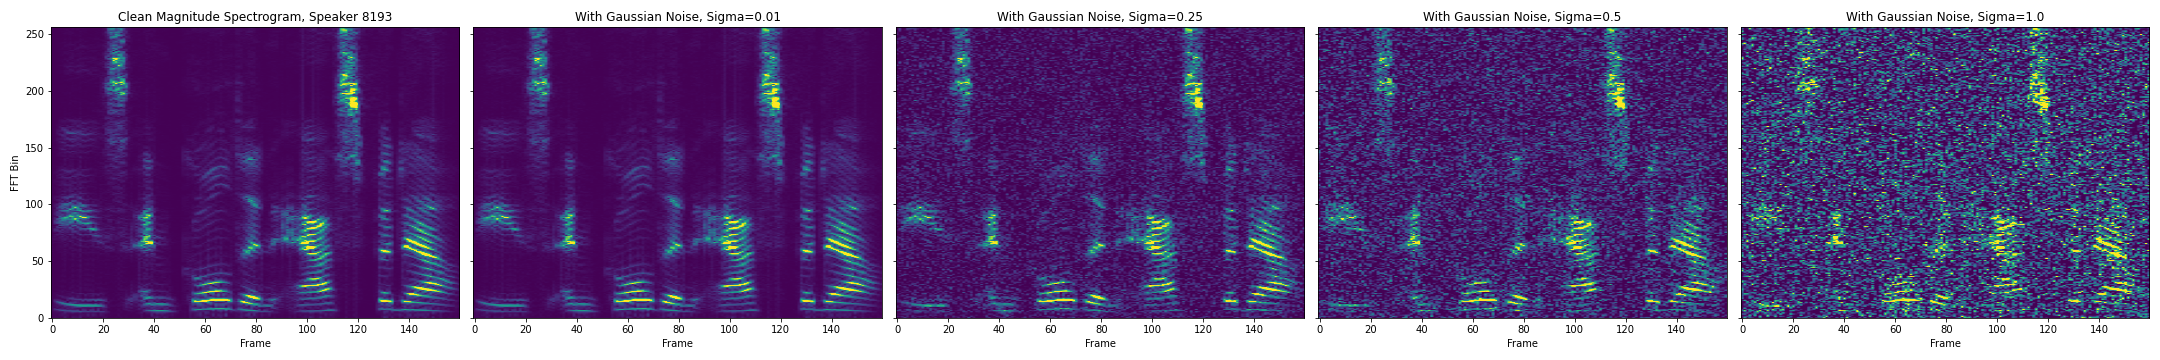 Clean Magnitude Spectrogram, Speaker 8193
250
200
150
100
50
0
FFT Bin
0 20 40 60 80 100 120 140
Frame
With Gaussian Noise, Sigma=0.01
0 20 40 60 80 100 120 140
Frame
With Gaussian Noise, Sigma=0.25
0 20 40 60 80 100 120 140
Frame
With Gaussian Noise, Sigma=0.5
0 20 40 60 80 100 120 140
Frame
With Gaussian Noise, Sigma=1.0
0 20 40 60 80 100 120 140
Frame